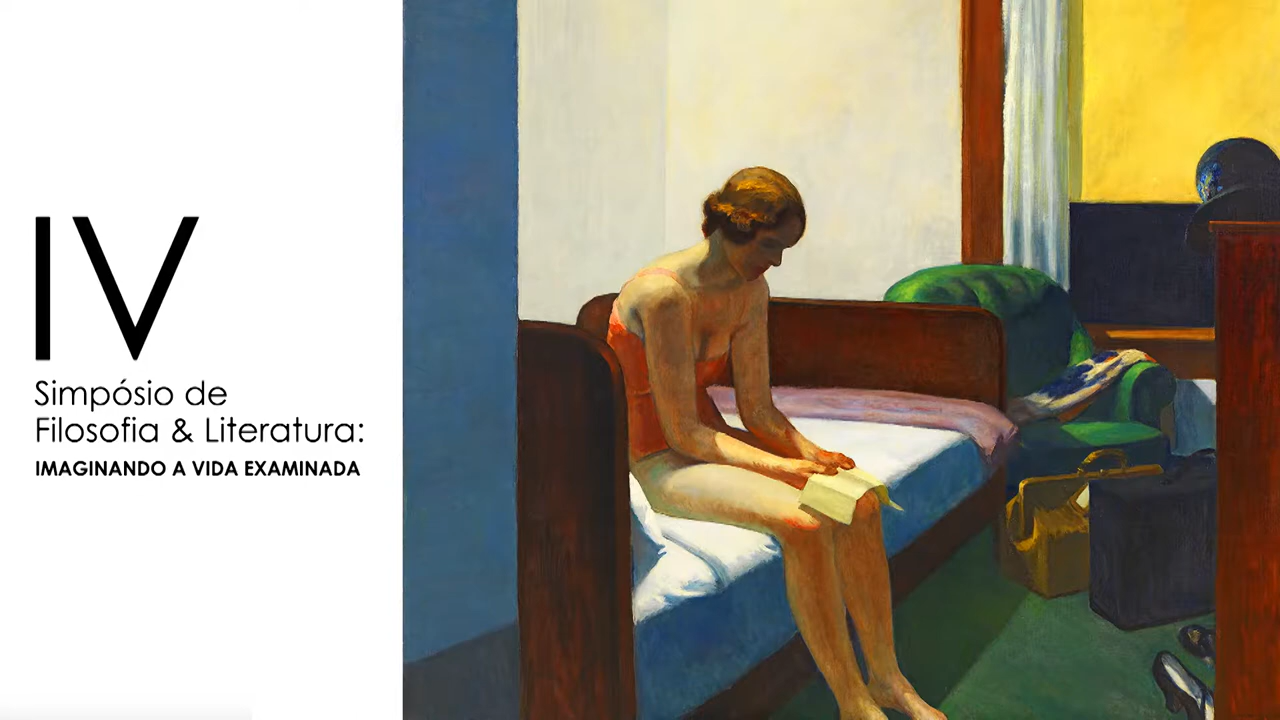 IV
Simpósio de
Filosofia & Literatura:
IMAGINANDO A VIDA EXAMINADA